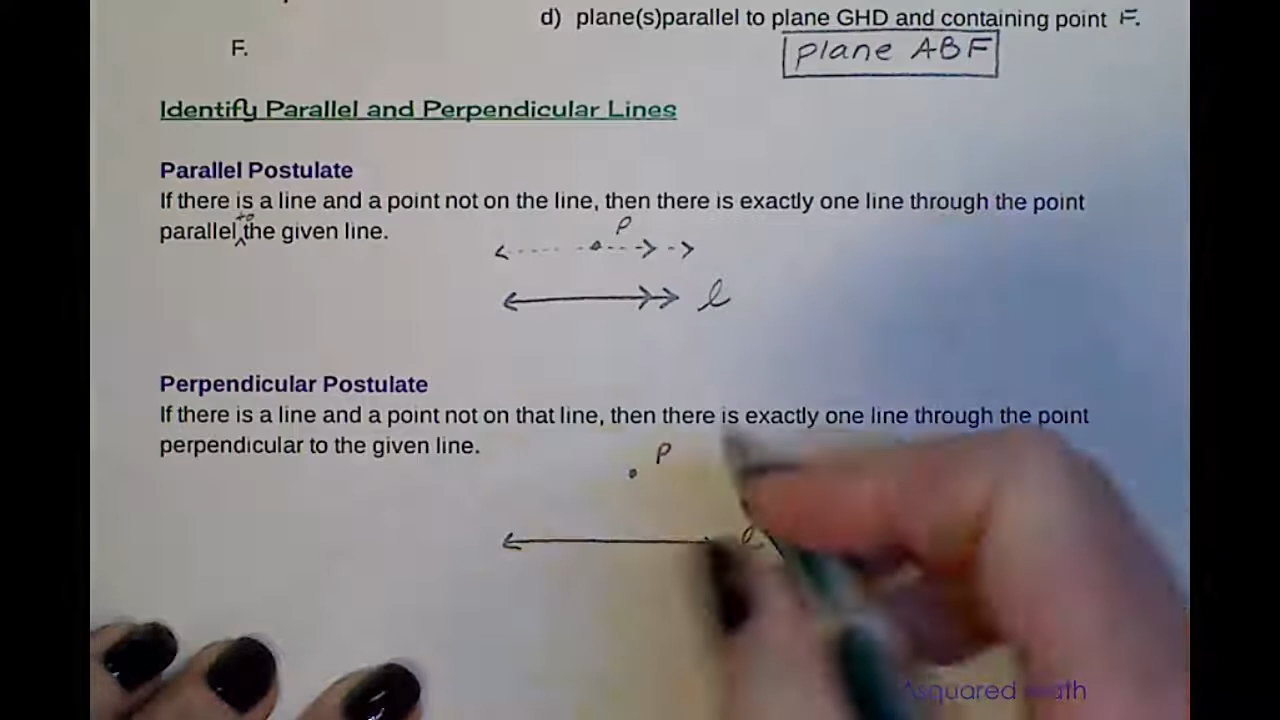 d) plane(s)parallel to plane GHD and containing point F.
F.
plane ABF
Identify Parallel and Perpendicular Lines
Parallel Postulate
If there is a line and a point not on the line, then there is exactly one line through the point
to
parallel ^ the given line.
P
l
Perpendicular Postulate
If there is a line and a point not on that line, then there is exactly one line through the point
perpendicular to the given line.
P
l
Asquared math